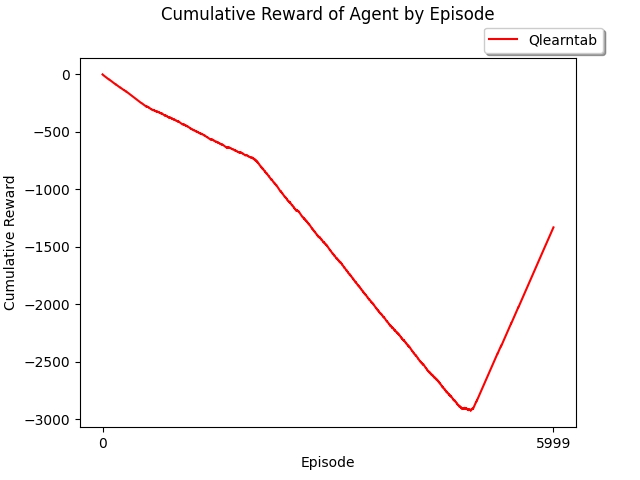 Cumulative Reward of Agent by Episode
Qlearntab
0
−500
−1000
−1500
−2000
−2500
−3000
Cumulative Reward
0
5999
Episode